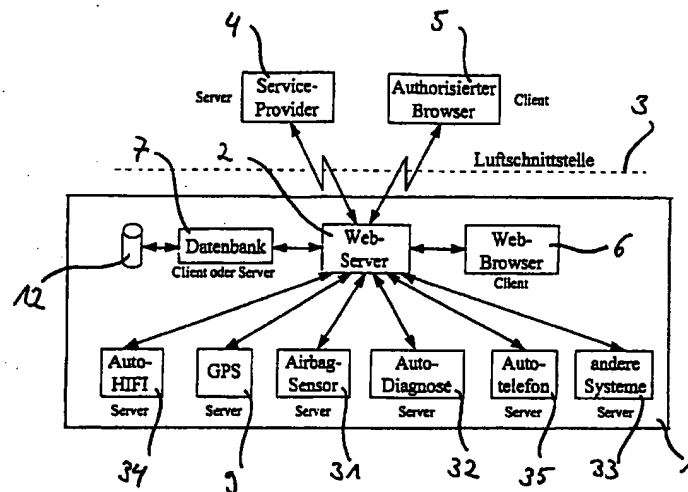 4
5
Server
Service-
Provider
Authorisierter
Browser
Client
3
Luftschnittstelle
7
2
Datenbank
Client oder Server
Web-
Server
Web-
Browser
Client
6
12
Auto-
HIFI
Server
GPS
Server
Airbag-
Sensor
Server
Auto-
Diagnose
Server
Auto-
telefon
Server
andere
Systeme
Server
34
9
31
32
35
33
1